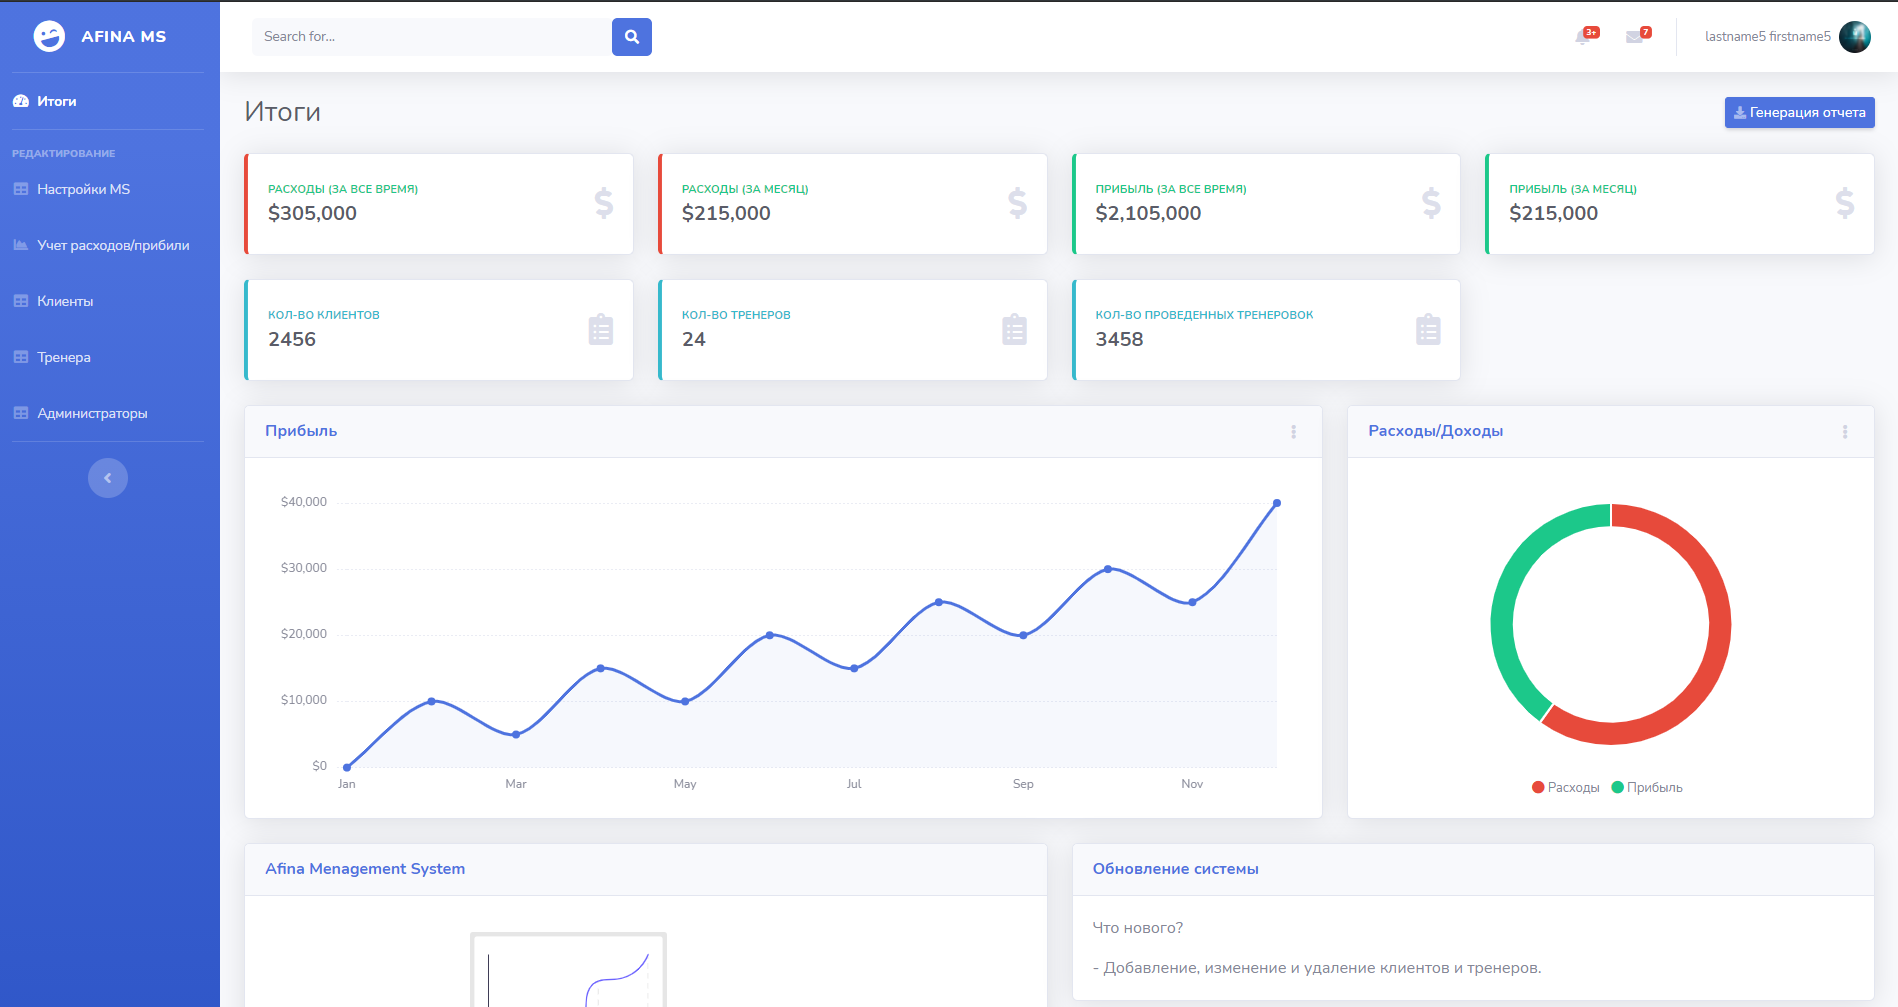 AFINA MS
Search for...
3+
7
lastname5 firstname5
Итоги
РЕДАКТИРОВАНИЕ
Настройки MS
Учет расходов/прибили
Клиенты
Тренера
Администраторы
Итоги
Генерация отчета
РАСХОДЫ (ЗА ВСЕ ВРЕМЯ)
$305,000
РАСХОДЫ (ЗА МЕСЯЦ)
$215,000
ПРИБЫЛЬ (ЗА ВСЕ ВРЕМЯ)
$2,105,000
ПРИБЫЛЬ (ЗА МЕСЯЦ)
$215,000
КОЛ-ВО КЛИЕНТОВ
2456
КОЛ-ВО ТРЕНЕРОВ
24
КОЛ-ВО ПРОВЕДЕННЫХ ТРЕНЕРОВОК
3458
Прибыль
$40,000
$30,000
$20,000
$10,000
$0
Jan Mar May Jul Sep Nov
Расходы/Доходы
Расходы Прибыль
Afina Menagement System
Обновление системы
Что нового?
- Добавление, изменение и удаление клиентов и тренеров.